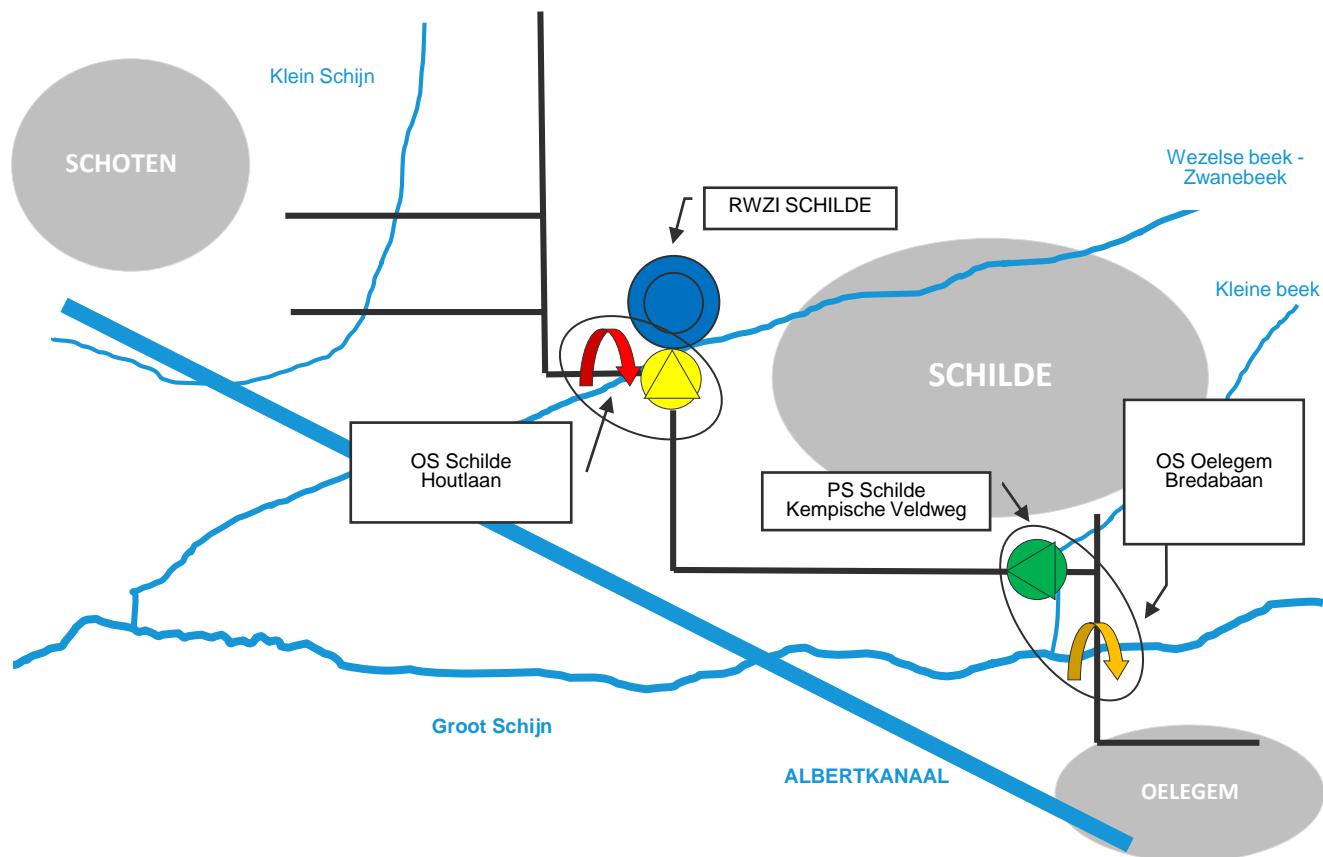 Klein Schijn
SCHOTEN
Wezelse beek -
Zwanebeek
RWZI SCHILDE
Kleine beek
SCHILDE
OS Schilde
Houtlaan
PS Schilde
Kempische Veldweg
OS Oelegem
Bredabaan
Groot Schijn
ALBERTKANAAL
OELEGEM